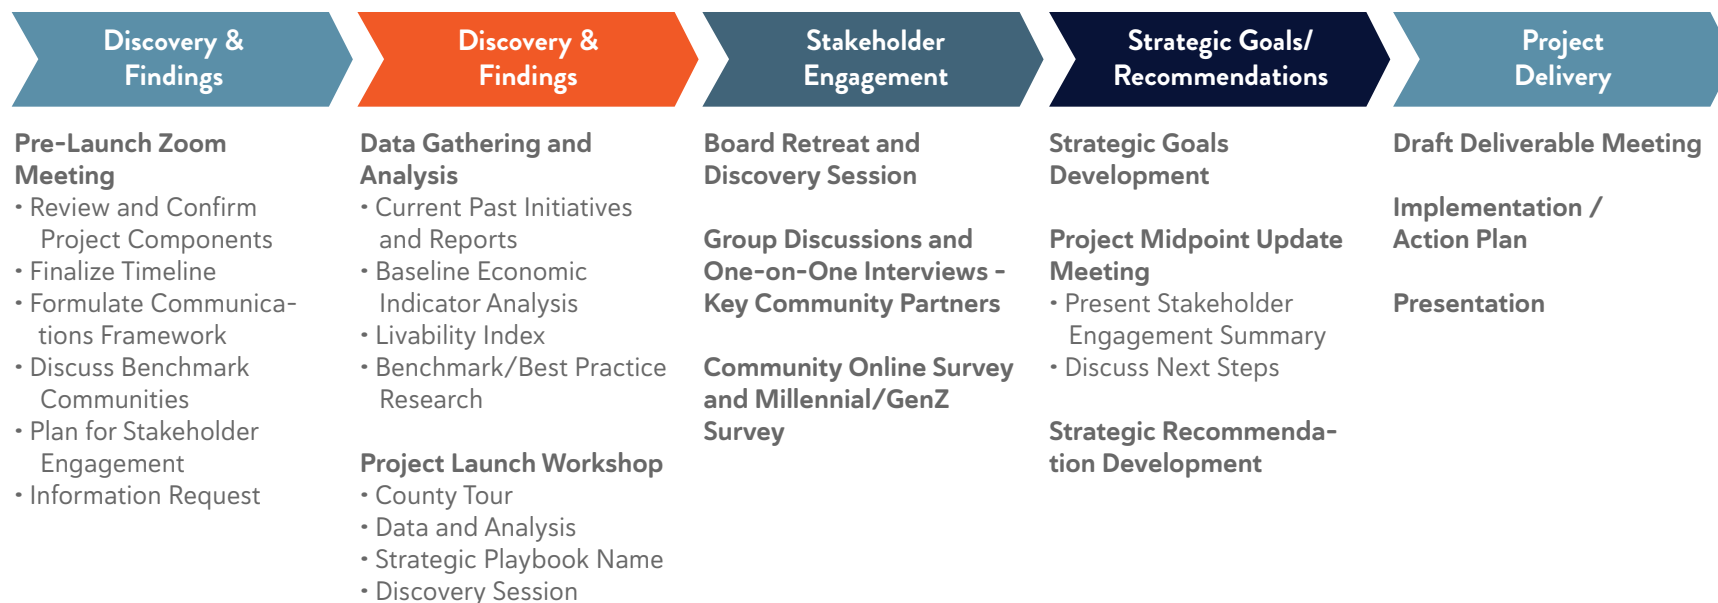 Discovery &
Findings
Pre-Launch Zoom
Meeting
• Review and Confirm
Project Components
• Finalize Timeline
• Formulate Communica-
tions Framework
• Discuss Benchmark
Communities
• Plan for Stakeholder
Engagement
• Information Request
Discovery &
Findings
Data Gathering and
Analysis
• Current Past Initiatives
and Reports
• Baseline Economic
Indicator Analysis
• Livability Index
• Benchmark/Best Practice
Research
Project Launch Workshop
• County Tour
• Data and Analysis
• Strategic Playbook Name
• Discovery Session
Stakeholder
Engagement
Board Retreat and
Discovery Session
Group Discussions and
One-on-One Interviews -
Key Community Partners
Community Online Survey
and Millennial/GenZ
Survey
Strategic Goals/
Recommendations
Strategic Goals
Development
Project Midpoint Update
Meeting
• Present Stakeholder
Engagement Summary
• Discuss Next Steps
Strategic Recommenda-
tion Development
Project
Delivery
Draft Deliverable Meeting
Implementation /
Action Plan
Presentation